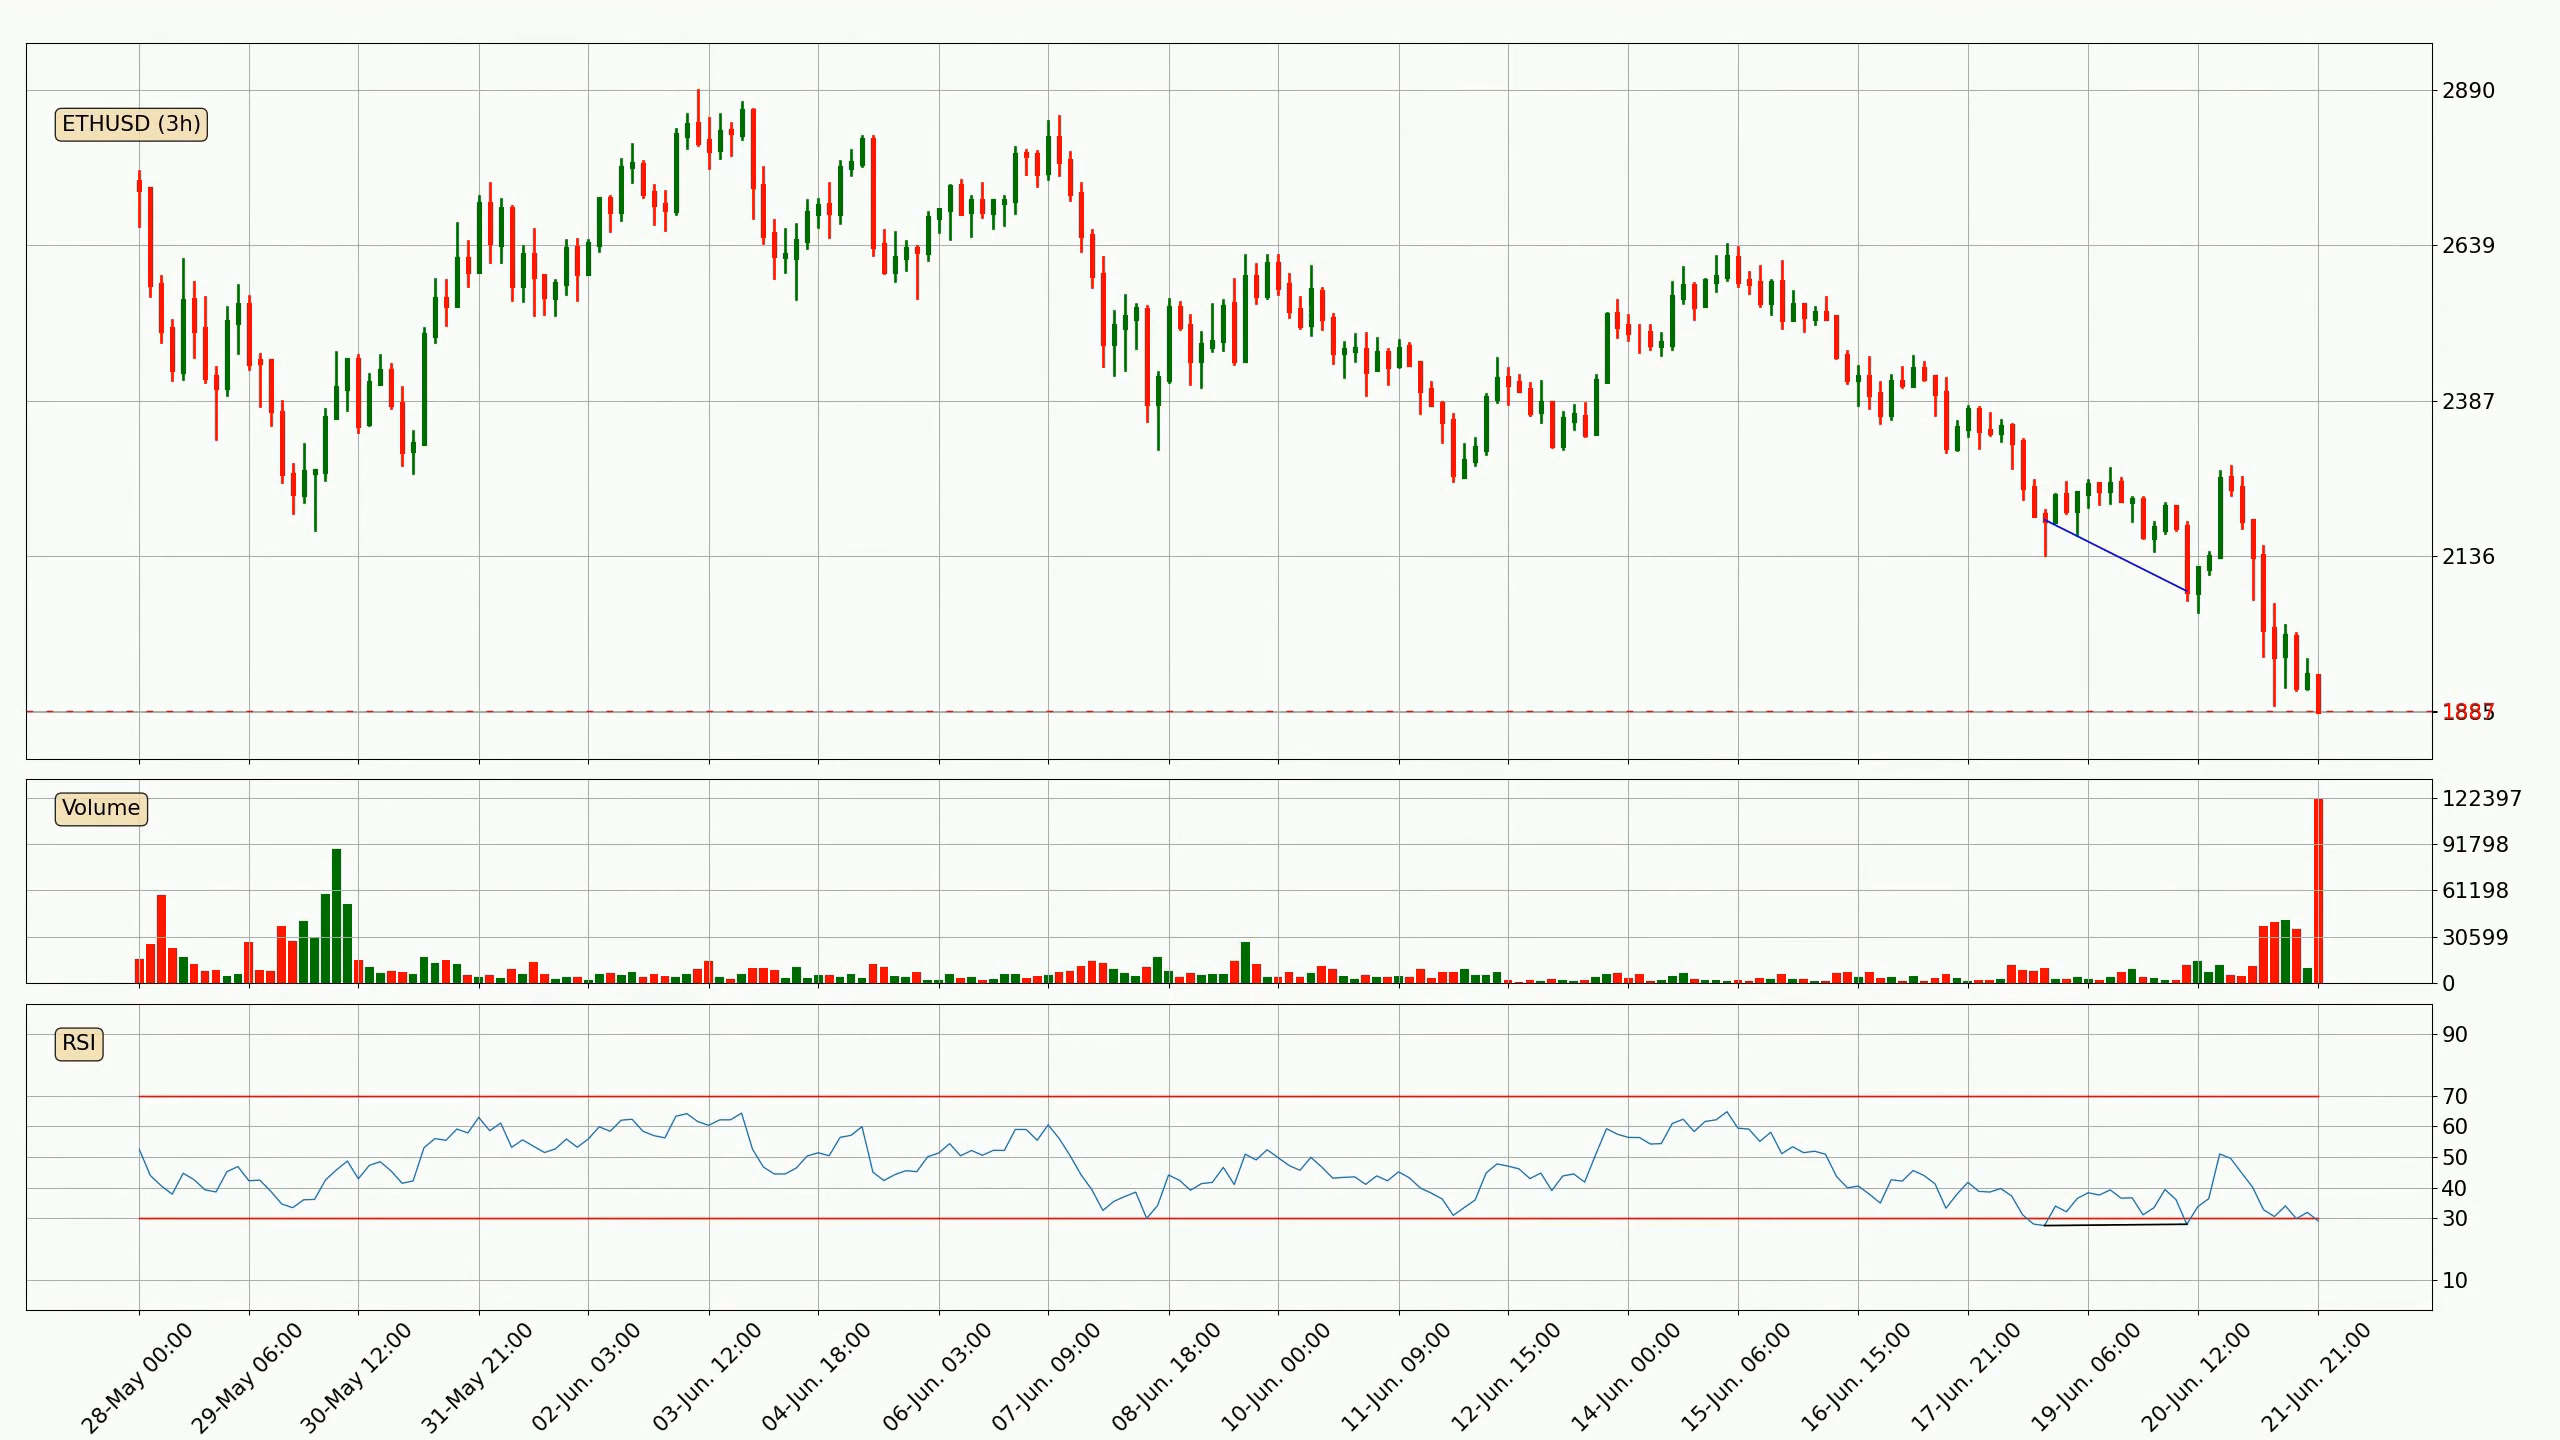 ETHUSD (3h)
2890
2639
2387
2136
Volume
122397
91798
61198
30599
0
RSI
90
70
60
50
40
30
10
28-May 00:00
29-May 06:00
30-May 12:00
31-May 21:00
02-Jun. 03:00
03-Jun. 12:00
04-Jun. 18:00
06-Jun. 03:00
07-Jun. 09:00
08-Jun. 18:00
10-Jun. 00:00
11-Jun. 09:00
12-Jun. 15:00
14-Jun. 00:00
15-Jun. 06:00
16-Jun. 15:00
17-Jun. 21:00
19-Jun. 06:00
20-Jun. 12:00
21-Jun. 21:00